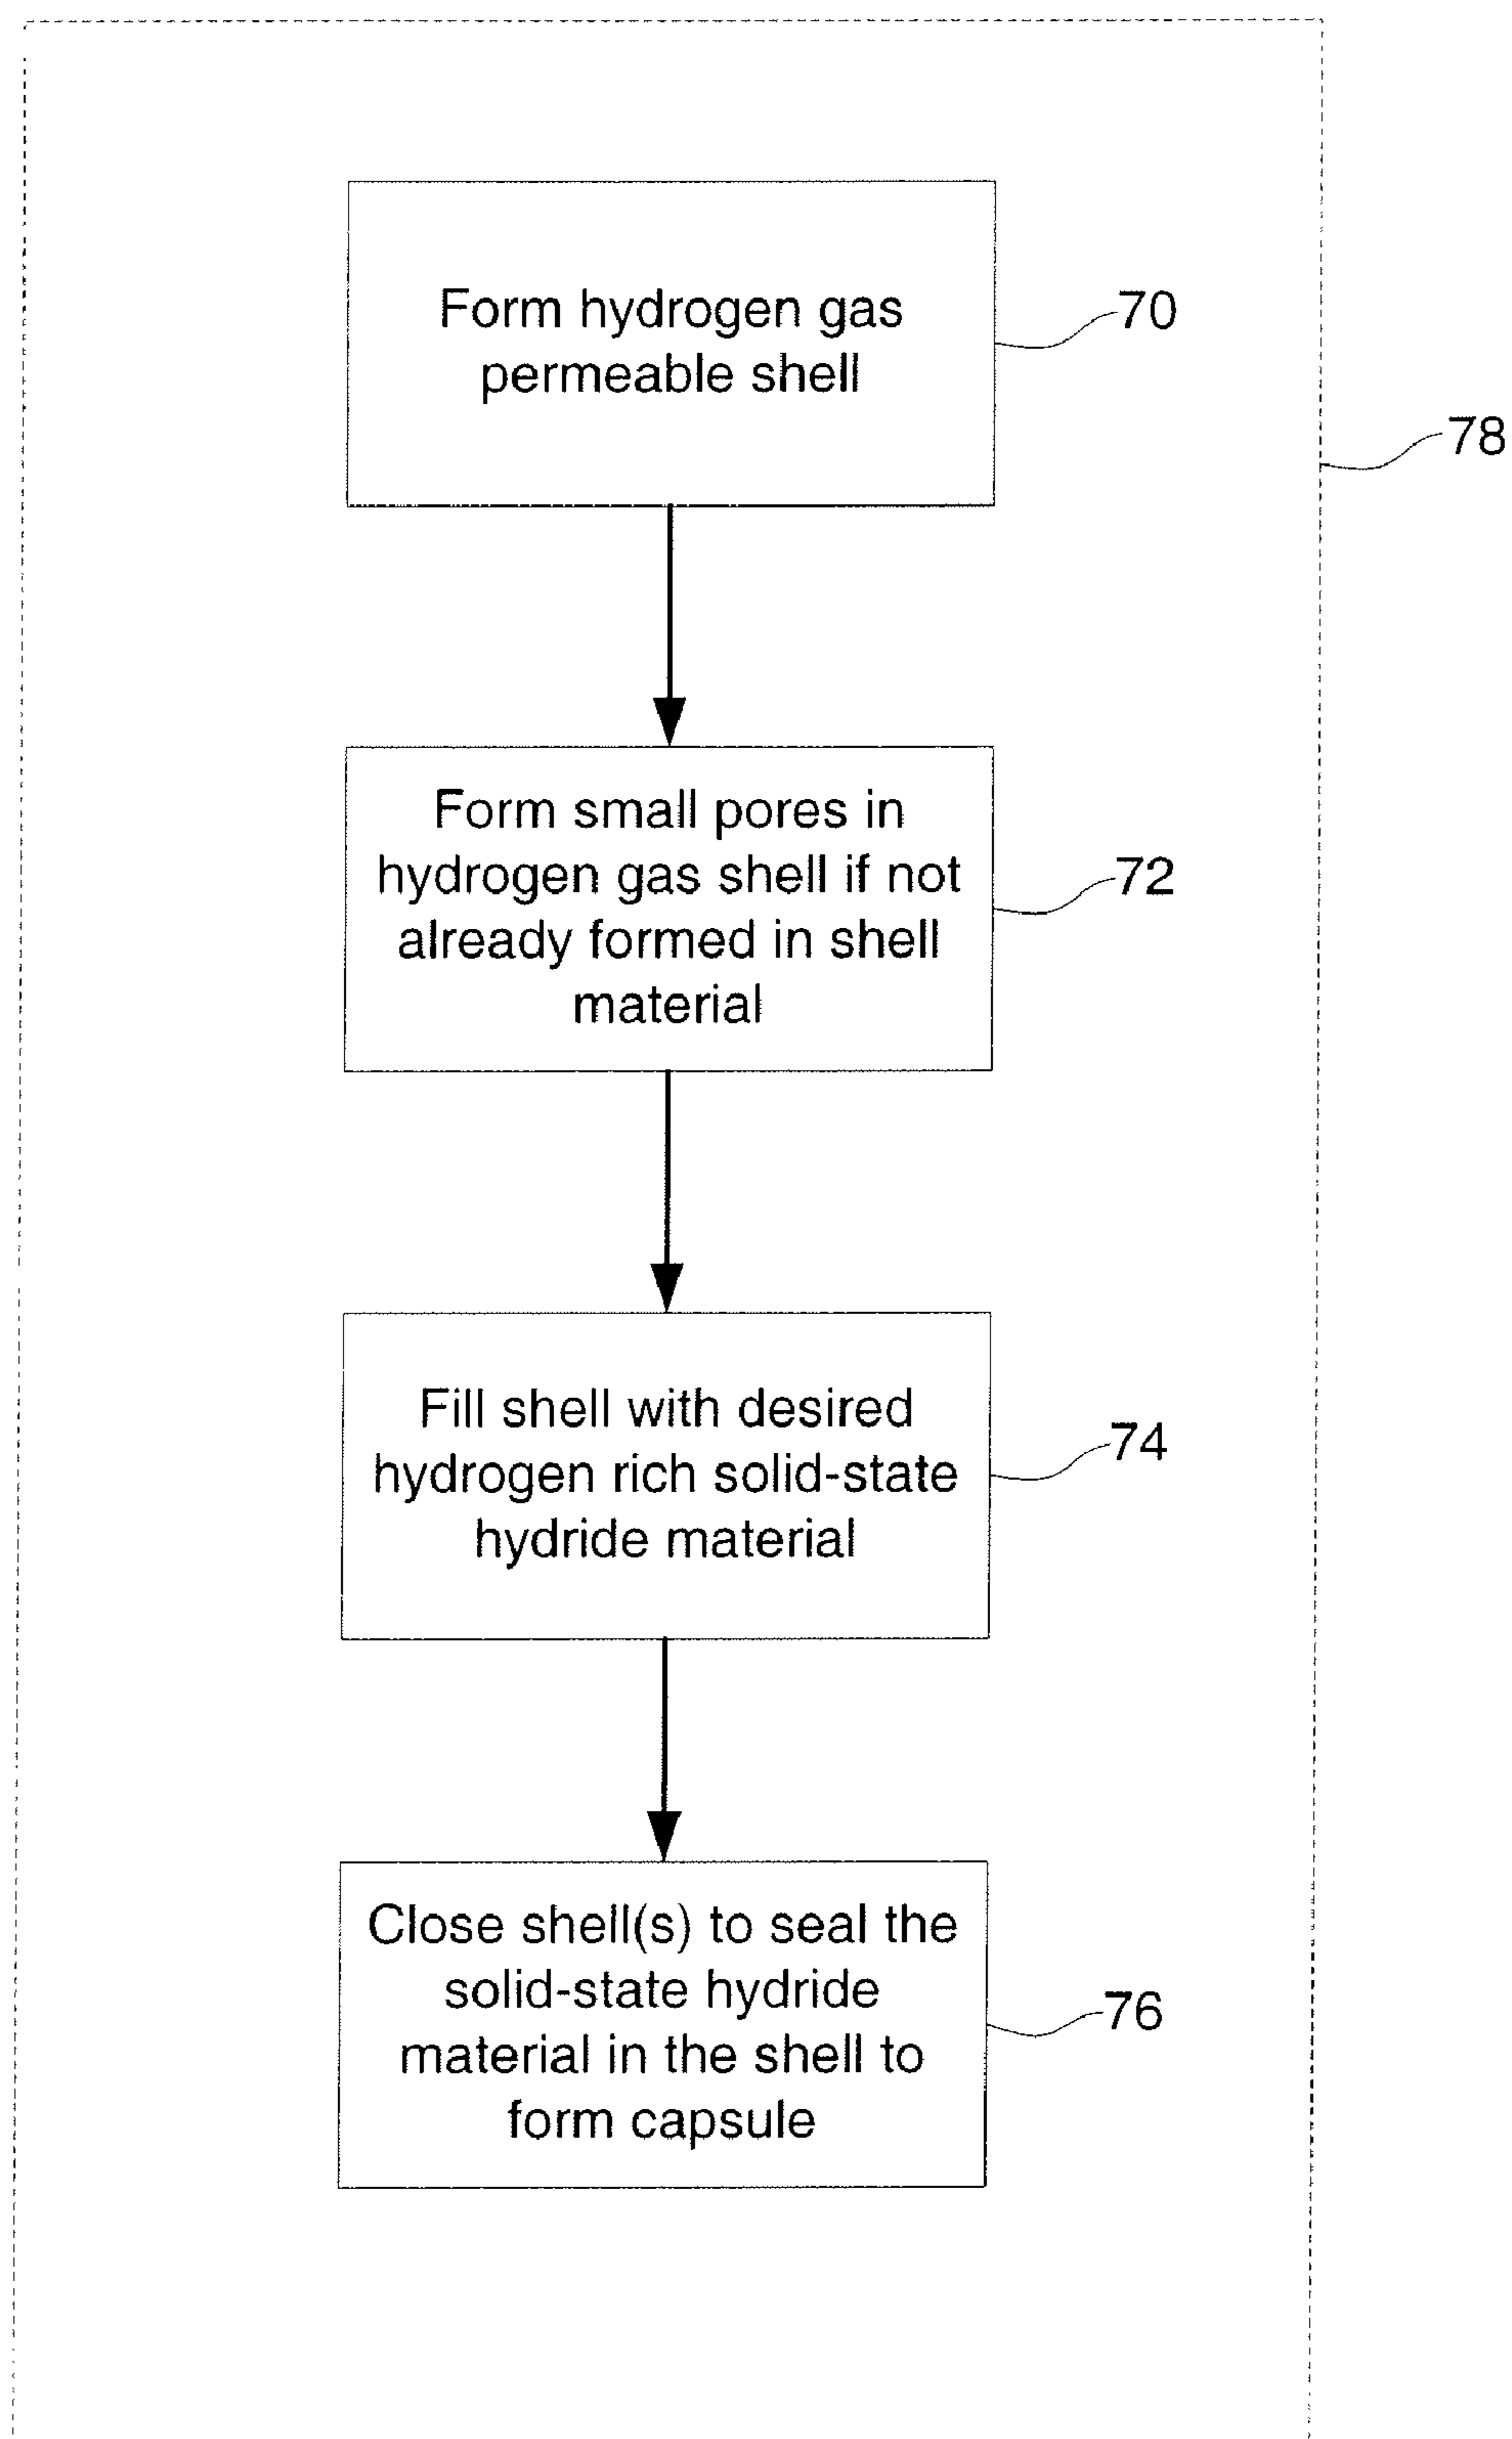 Form hydrogen gas
permeable shell
70
78
Form small pores in
hydrogen gas shell if not
already formed in shell
material
72
Fill shell with desired
hydrogen rich solid-state
hydride material
74
Close shell(s) to seal the
solid-state hydride
material in the shell to
form capsule
76